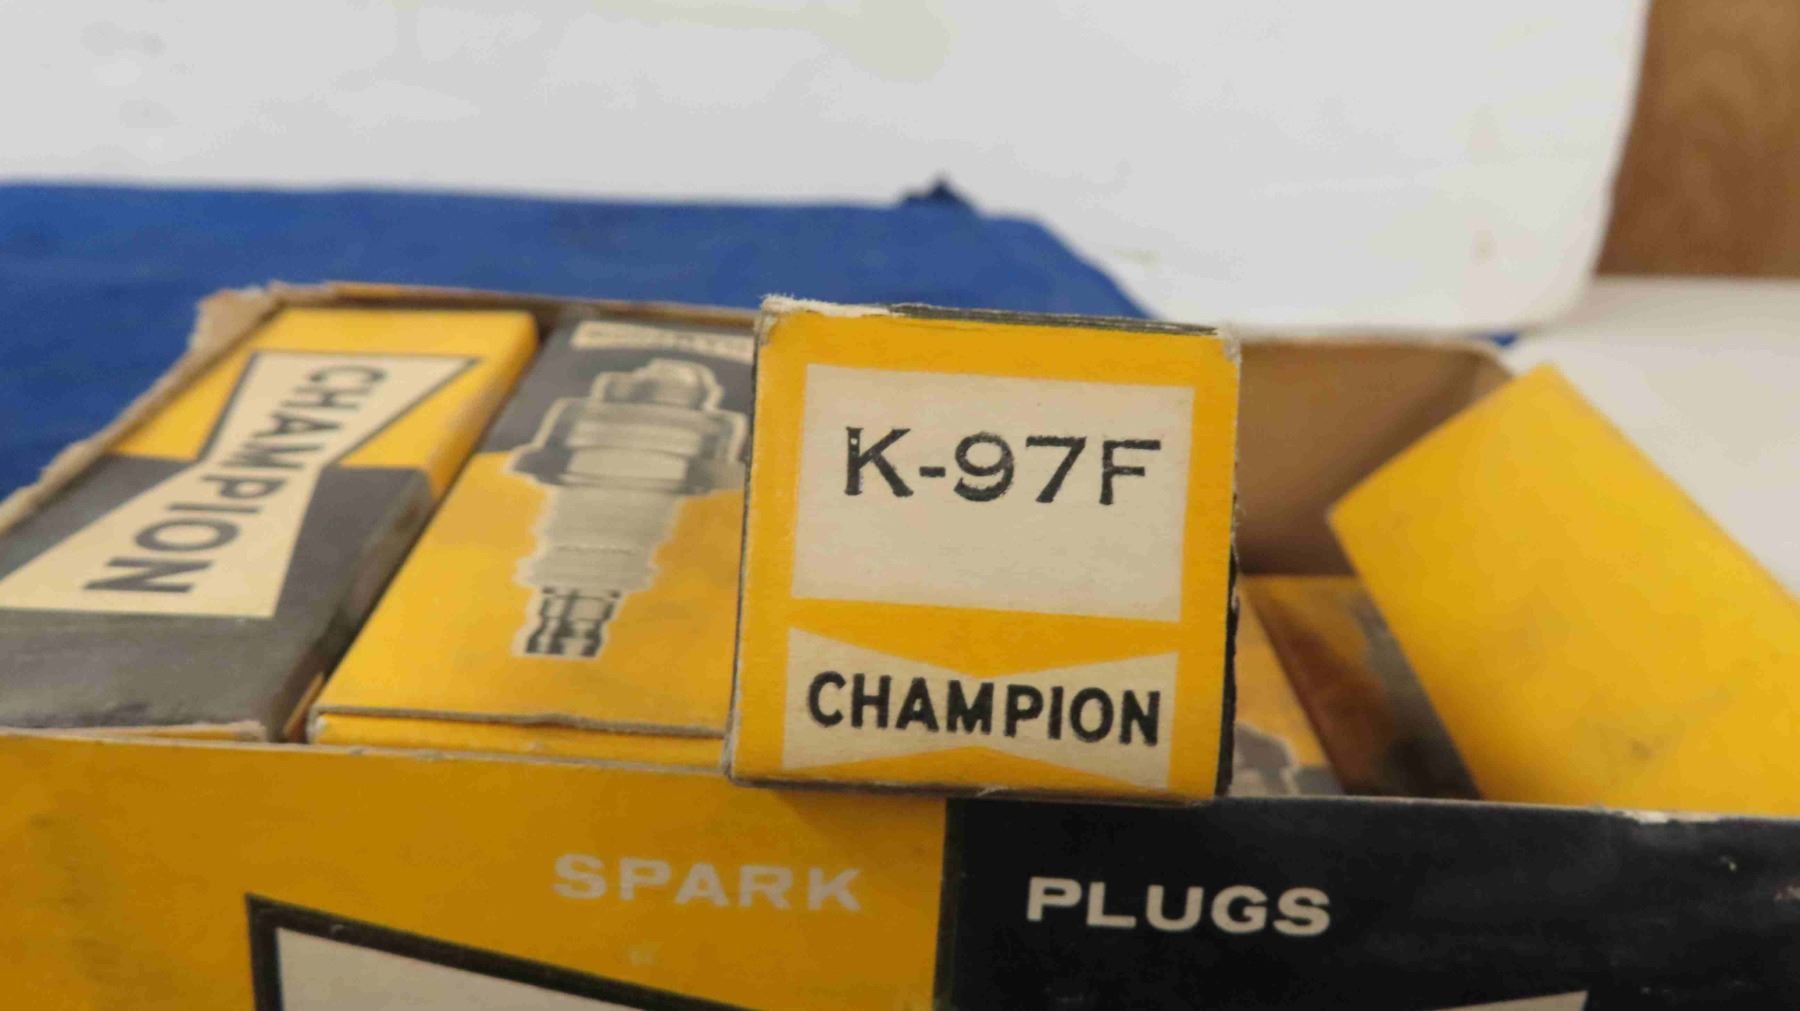 CHAMPION
K-97F
CHAMPION
SPARK PLUGS